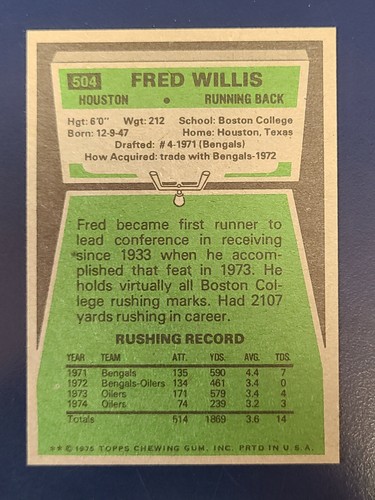 504 FRED WILLIS
HOUSTON • RUNNING BACK
Hgt: 6'0" Wgt: 212 School: Boston College
Born: 12-9-47 Home: Houston, Texas
Drafted: #4-1971 (Bengals)
How Acquired: trade with Bengals-1972
Fred became first runner to
lead conference in receiving
since 1933 when he accom-
plished that feat in 1973. He
holds virtually all Boston Col-
lege rushing marks. Had 2107
yards rushing in career.
RUSHING RECORD
YEAR TEAM ATT. YDS. AVG. TDS.
1971 Bengals 135 590 4.4 7
1972 Bengals-Oilers 134 461 3.4 0
1973 Oilers 171 579 3.4 4
1974 Oilers 74 239 3.2 3
Totals 514 1869 3.6 14
** © 1975 TOPPS CHEWING GUM, INC. PRTD IN U.S.A.